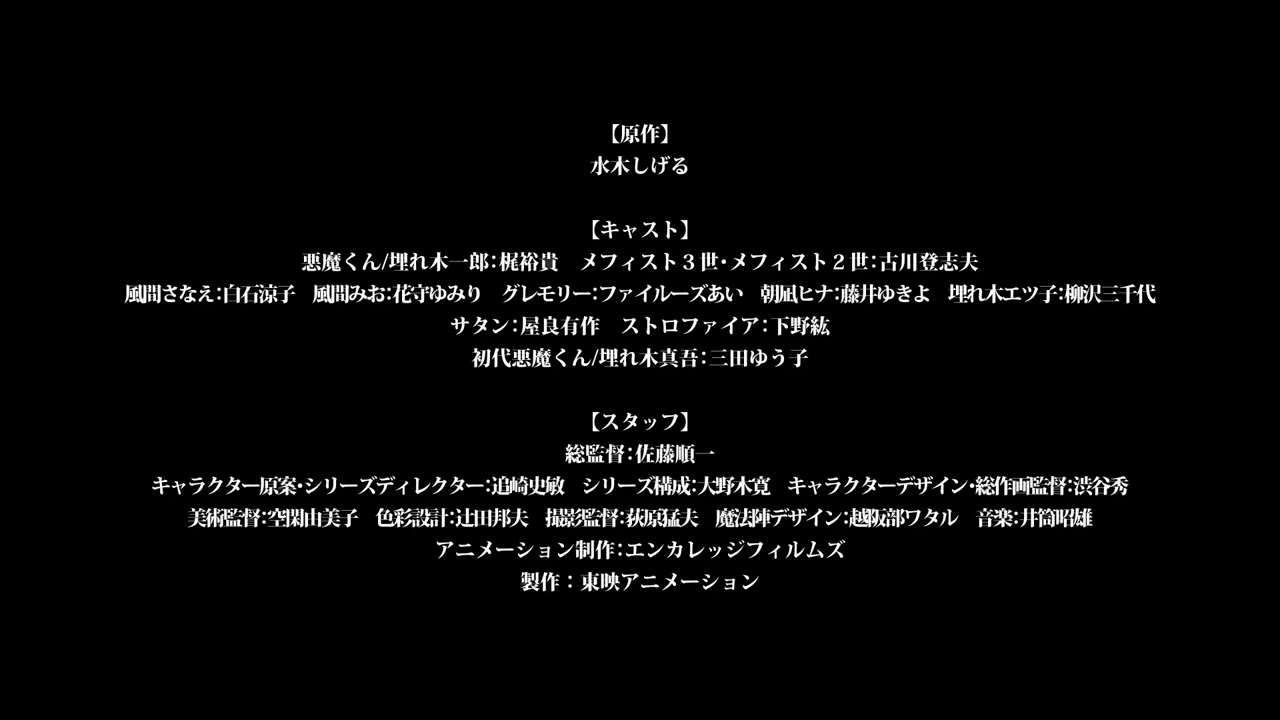 【原作】
水木しげる
【キャスト】
悪魔くん/埋れ木一郎：梶裕貴　メフィスト３世・メフィスト２世：古川登志夫
風間さなえ：白石涼子　風間みお：花守ゆみり　グレモリー：ファイルーズあい　朝凪ヒナ：藤井ゆきよ　埋れ木エツ子：柳沢三千代
サタン：屋良有作　ストロファイア：下野紘
初代悪魔くん/埋れ木真吾：三田ゆう子
【スタッフ】
総監督：佐藤順一
キャラクター原案・シリーズディレクター：追崎史敏　シリーズ構成：大野木寛　キャラクターデザイン・総作画監督：渋谷秀
美術監督：空閑由美子　色彩設計：辻田邦夫　撮影監督：荻原猛夫　魔法陣デザイン：越阪部ワタル　音楽：井筒昭雄
アニメーション制作：エンカレッジフィルムズ
製作：東映アニメーション